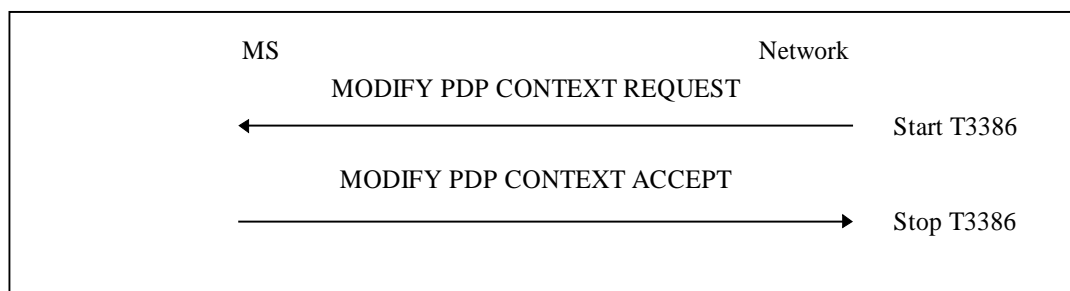 MS Network
MODIFY PDP CONTEXT REQUEST
Start T3386
MODIFY PDP CONTEXT ACCEPT
Stop T3386